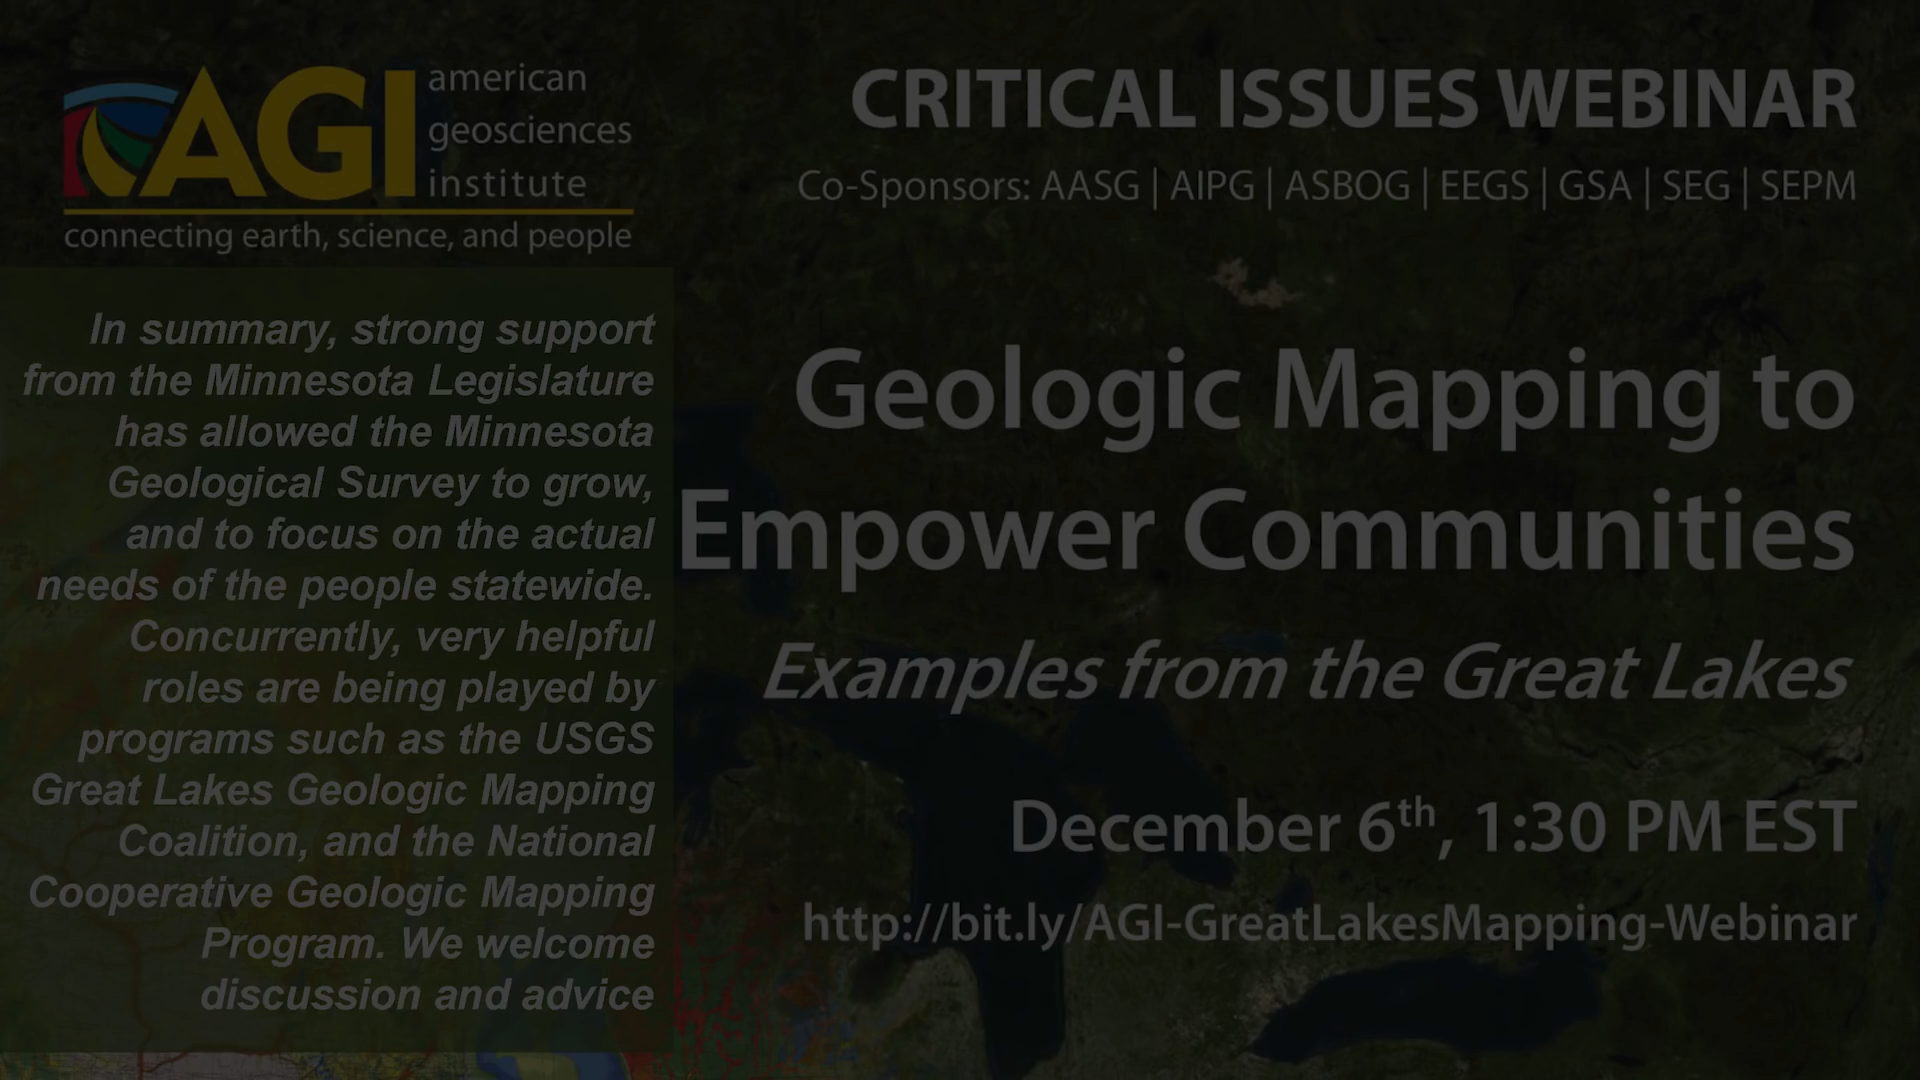 AGI
american
geosciences
institute
connecting earth, science, and people
CRITICAL ISSUES WEBINAR
Co-Sponsors: AASG | AIPG | ASBOG | EEGS | GSA | SEG | SEPM
In summary, strong support
from the Minnesota Legislature
has allowed the Minnesota
Geological Survey to grow,
and to focus on the actual
needs of the people statewide.
Concurrently, very helpful
roles are being played by
programs such as the USGS
Great Lakes Geologic Mapping
Coalition, and the National
Cooperative Geologic Mapping
Program. We welcome
discussion and advice
Geologic Mapping to
Empower Communities
Examples from the Great Lakes
December 6th, 1:30 PM EST
http://bit.ly/AGI-GreatLakesMapping-Webinar